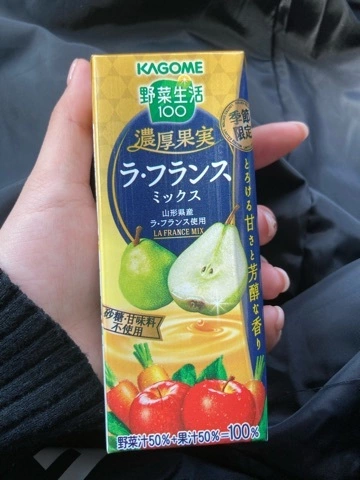 KAGOME
野菜生活
100
季節
限定
濃厚果実
ラ・フランス
ミックス
山形県産
ラ・フランス使用
LA FRANCE MIX
とろける甘さと芳醇な香り
砂糖・甘味料
不使用
野菜汁50%+果汁50%=100%